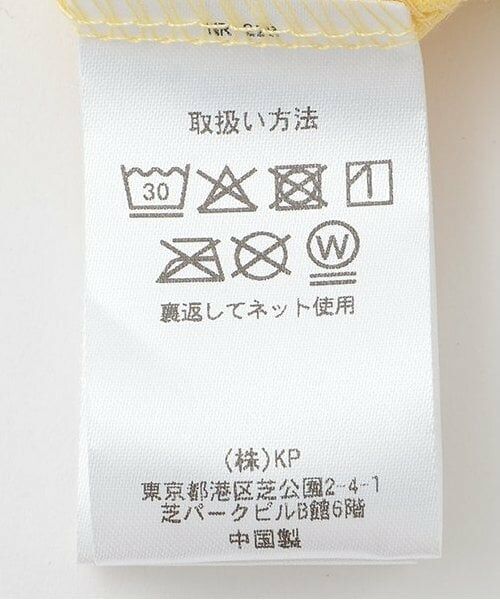 取扱い方法
30
W
裏返してネット使用
(株)KP
東京都港区芝公園2-4-1
芝パークビルB館6階
中国製